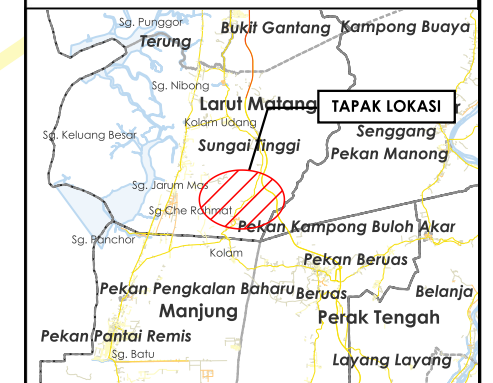 Sg. Punggor
Bukit Gantang
Kampong Buaya
Terung
Sg. Nibong
Larut Matang
TAPAK LOKASI
r
Kolam Udang
Senggang
Sg. Keluang Besar
Sungai Tinggi
Pekan Manong
Sg. Jarum Mas
Sg Che Rahmat
Pekan Kampong Buloh Akar
Sg. Panchor
Kolam
Pekan Beruas
Pekan Pengkalan Baharu
Beruas
Belanja
Manjung
Perak Tengah
Pekan Pantai Remis
Sg. Batu
Layang Layang